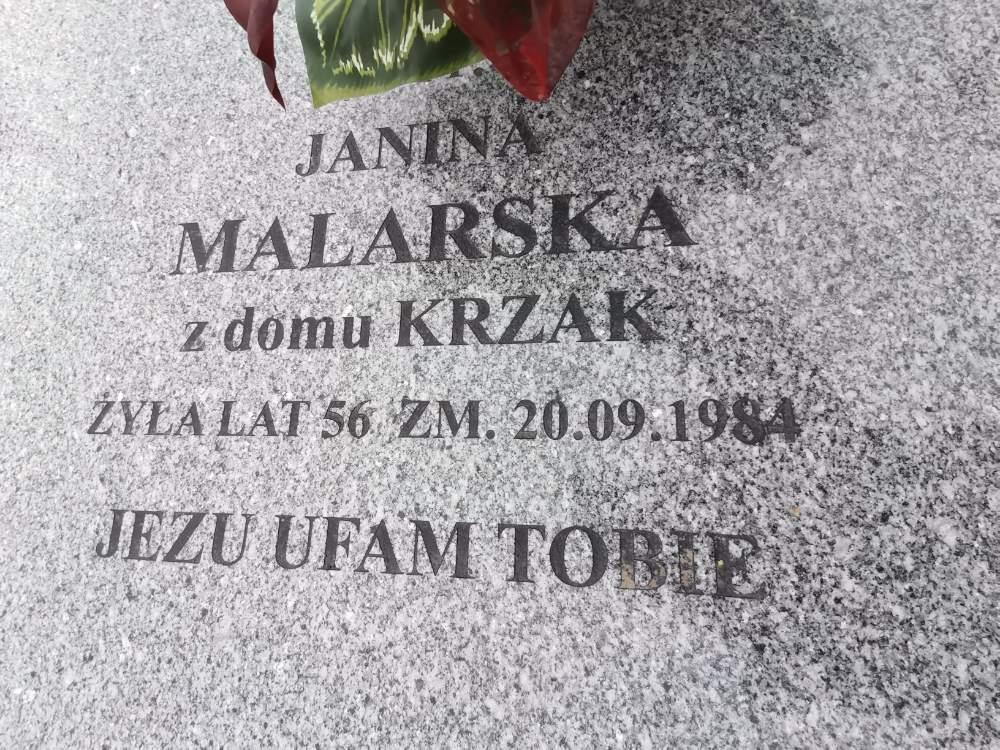 JANINA
MALARSKA
z domu KRZAK
ŻYŁA LAT 56 ZM. 20.09.1984
JEZU UFAM TOBIE